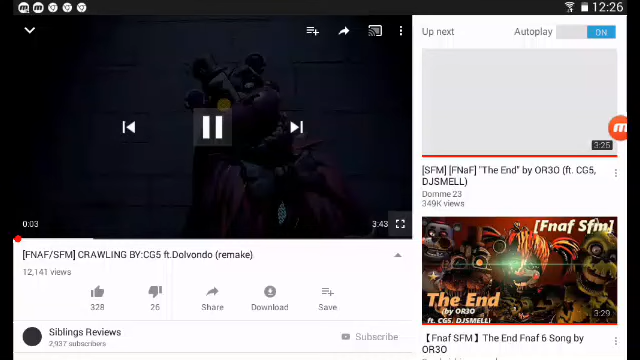 12:26
Up next
Autoplay
ON
0:03
3:43
3:25
[SFM] [FNaF] "The End" by OR3O (ft. CG5,
DJSMELL)
Domme 23
349K views
[FNAF/SFM] CRAWLING BY:CG5 ft.Dolvondo (remake)
12,141 views
328
26
Share
Download
Save
Siblings Reviews
2,937 subscribers
Subscribe
[Fnaf Sfm]
The End
(by OR3O
ft. CG5, DJSMELL)
3:29
【Fnaf SFM】The End Fnaf 6 Song by
OR3O